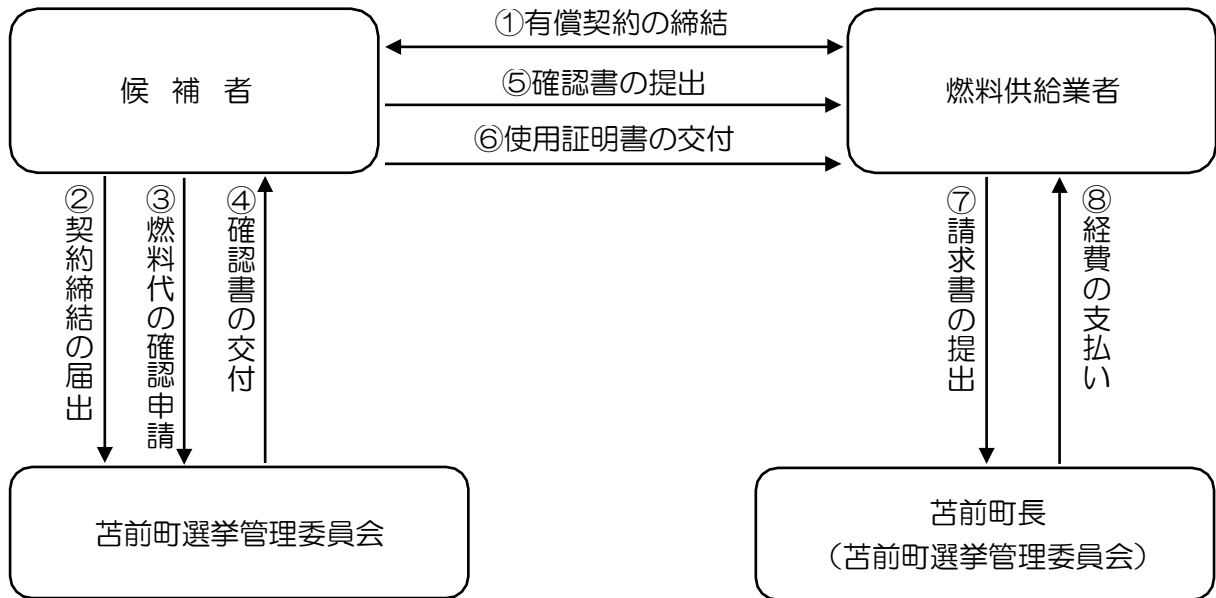 ①有償契約の締結
候 補 者
⑤確認書の提出
燃料供給業者
⑥使用証明書の交付
②契約締結の届出
③燃料代の確認申請
④確認書の交付
⑦請求書の提出
⑧経費の支払い
苫前町選挙管理委員会
苫前町長
（苫前町選挙管理委員会）